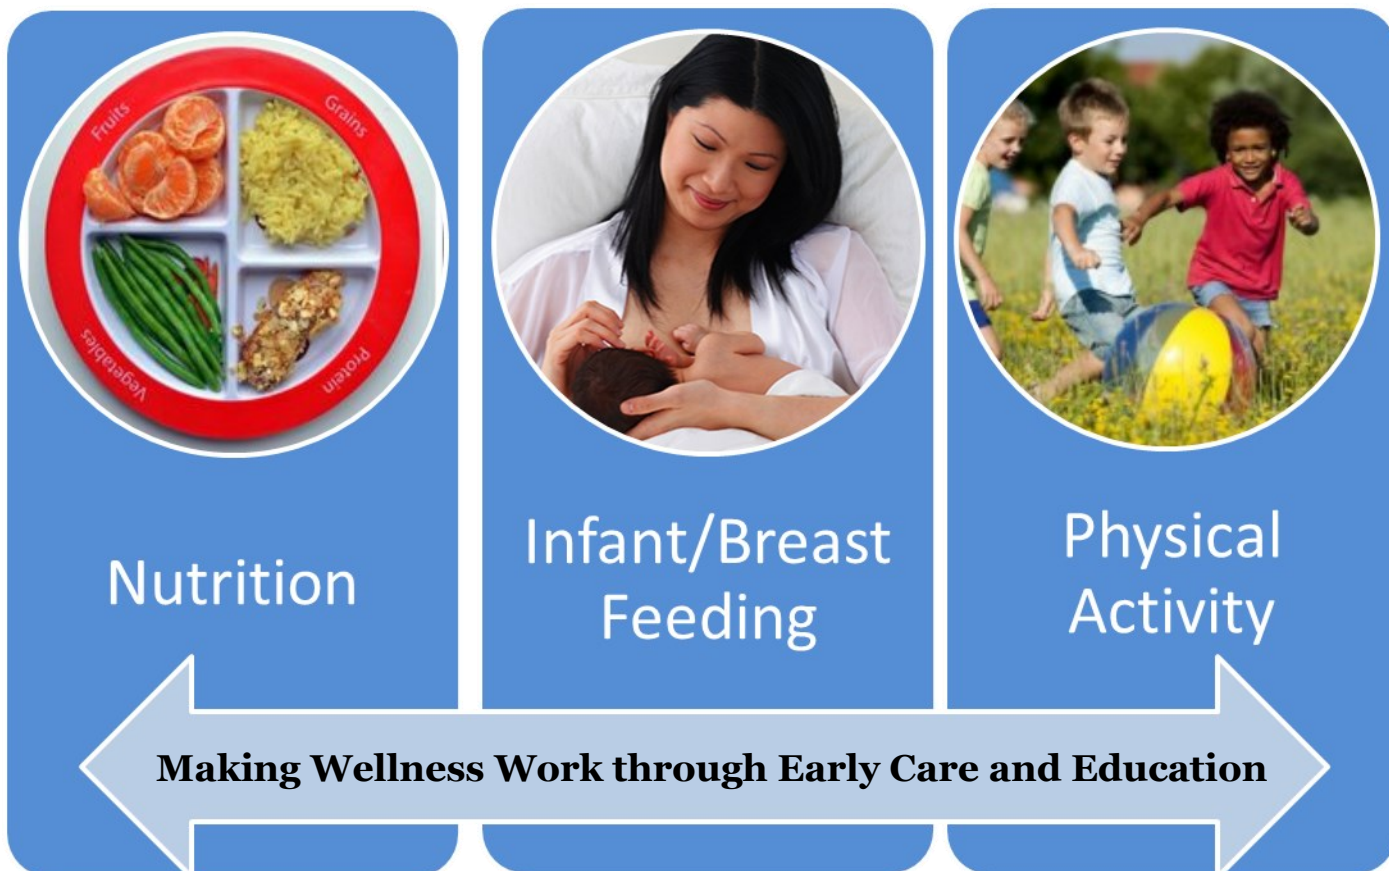 Fruits
Grains
Vegetables
Protein
Nutrition
Infant/Breast
Feeding
Physical
Activity
Making Wellness Work through Early Care and Education